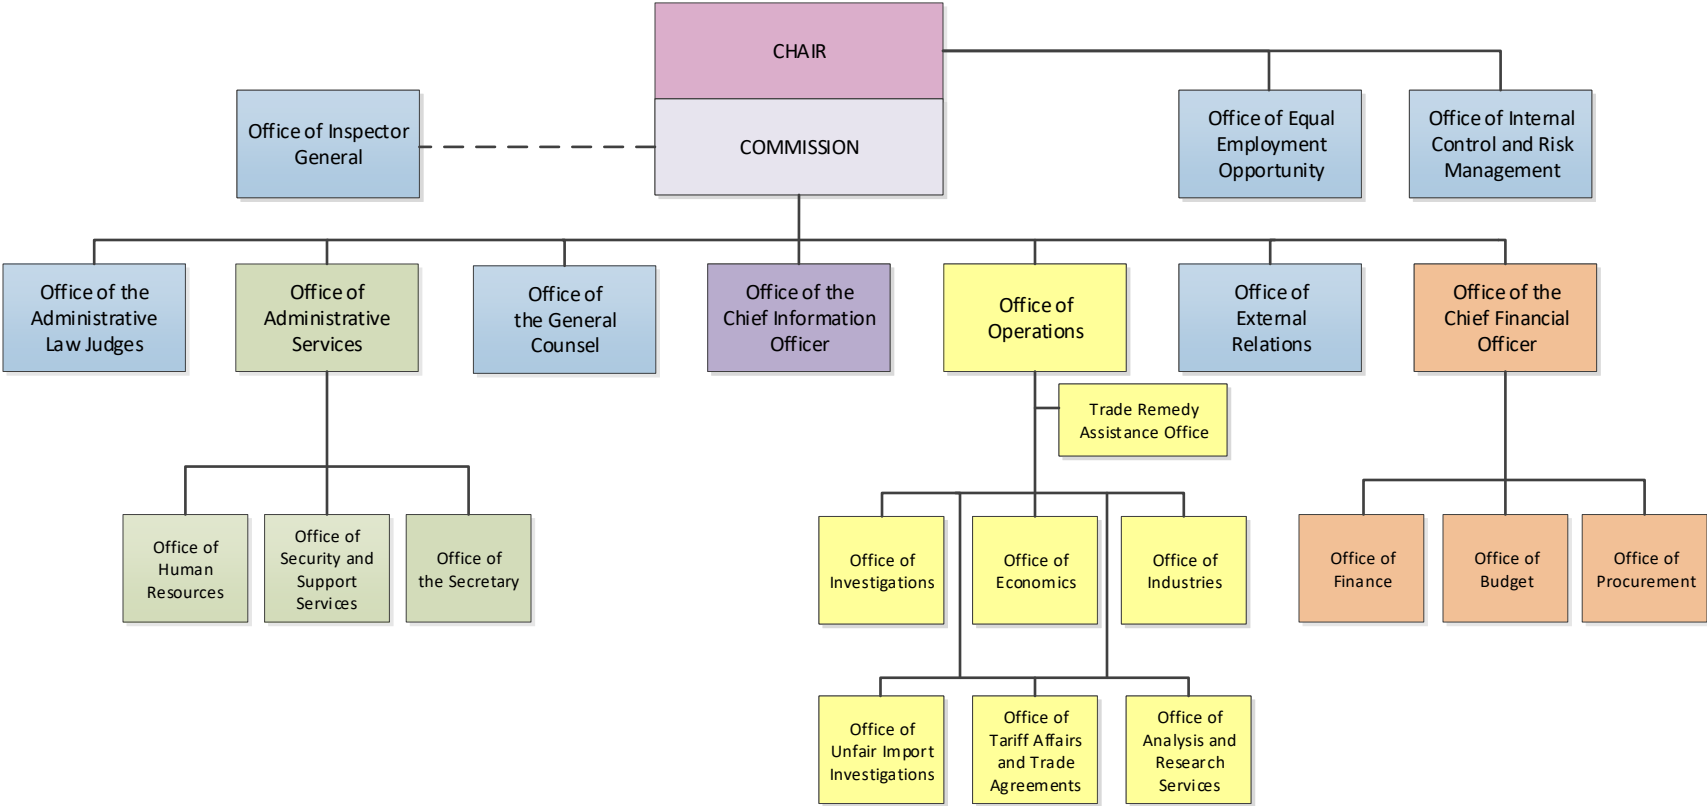 CHAIR
COMMISSION
Office of Inspector
General
Office of Equal
Employment
Opportunity
Office of Internal
Control and Risk
Management
Office of the
Administrative
Law Judges
Office of
Administrative
Services
Office of
the General
Counsel
Office of the
Chief Information
Officer
Office of
Operations
Office of
External
Relations
Office of the
Chief Financial
Officer
Trade Remedy
Assistance Office
Office of
Human
Resources
Office of
Security and
Support
Services
Office of
the Secretary
Office of
Investigations
Office of
Economics
Office of
Industries
Office of
Finance
Office of
Budget
Office of
Procurement
Office of
Unfair Import
Investigations
Office of
Tariff Affairs
and Trade
Agreements
Office of
Analysis and
Research
Services